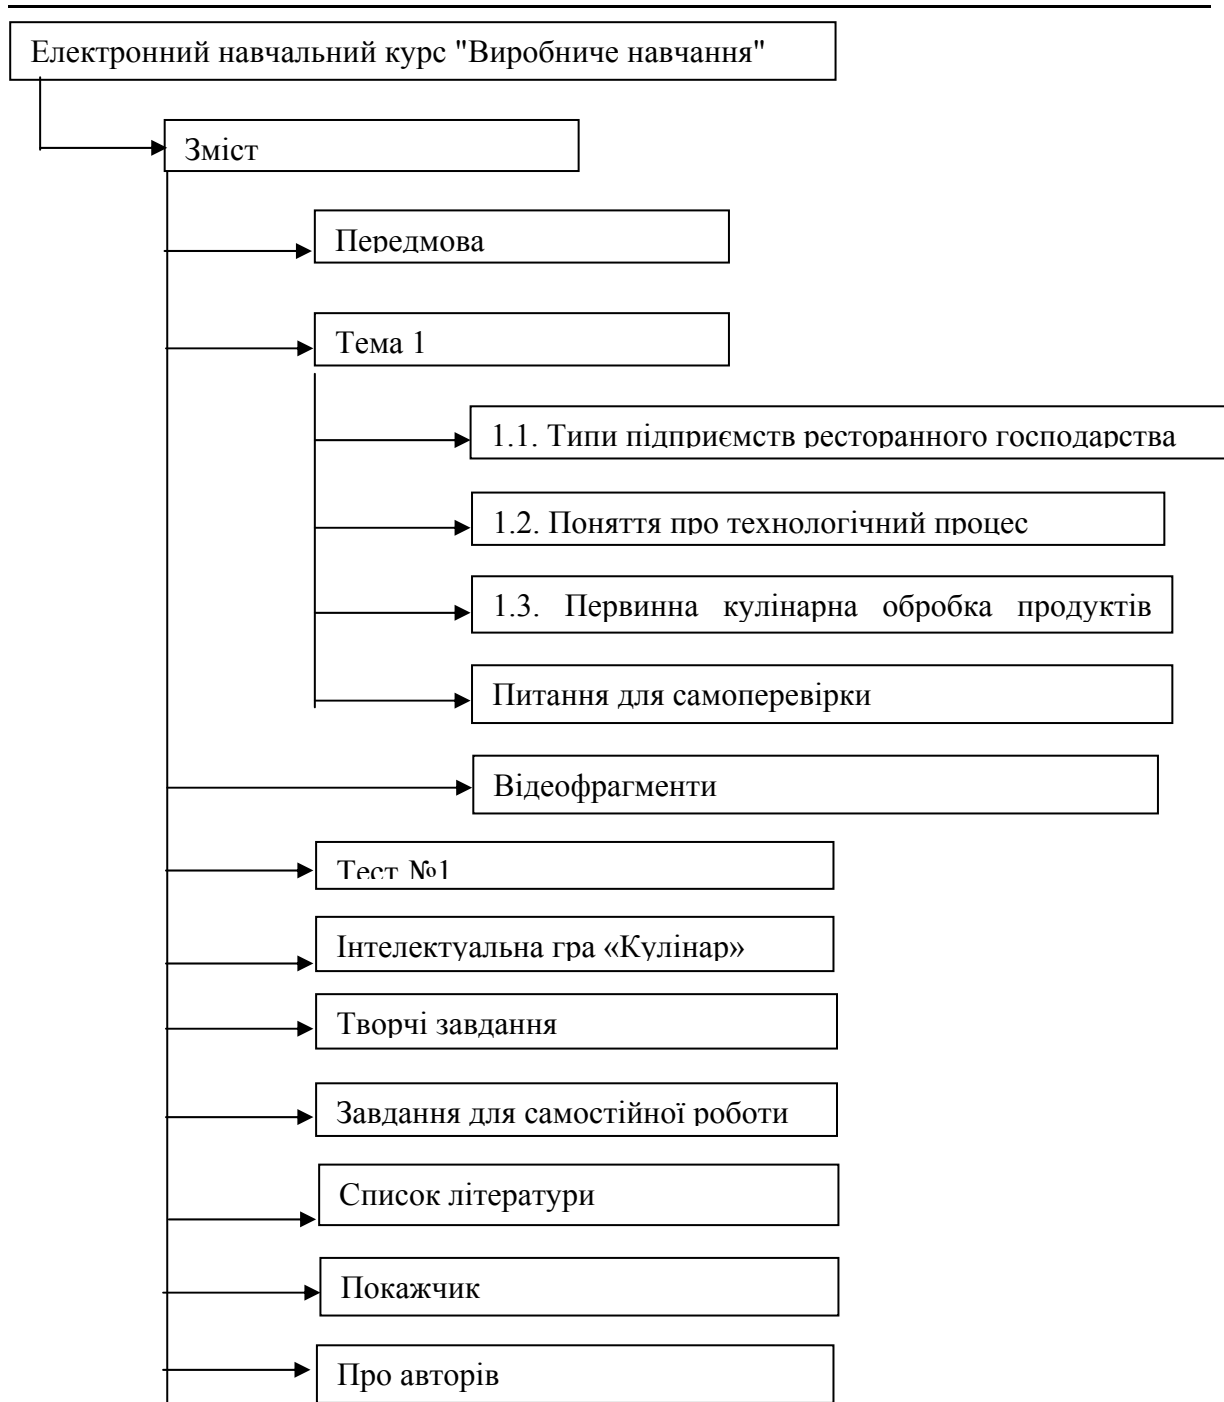 Електронний навчальний курс "Виробниче навчання"
Зміст
Передмова
Тема 1
1.1. Типи підприємств ресторанного господарства
1.2. Поняття про технологічний процес
1.3. Первинна кулінарна обробка продуктів
Питання для самоперевірки
Відеофрагменти
Тест №1
Інтелектуальна гра «Кулінар»
Творчі завдання
Завдання для самостійної роботи
Список літератури
Покажчик
Про авторів